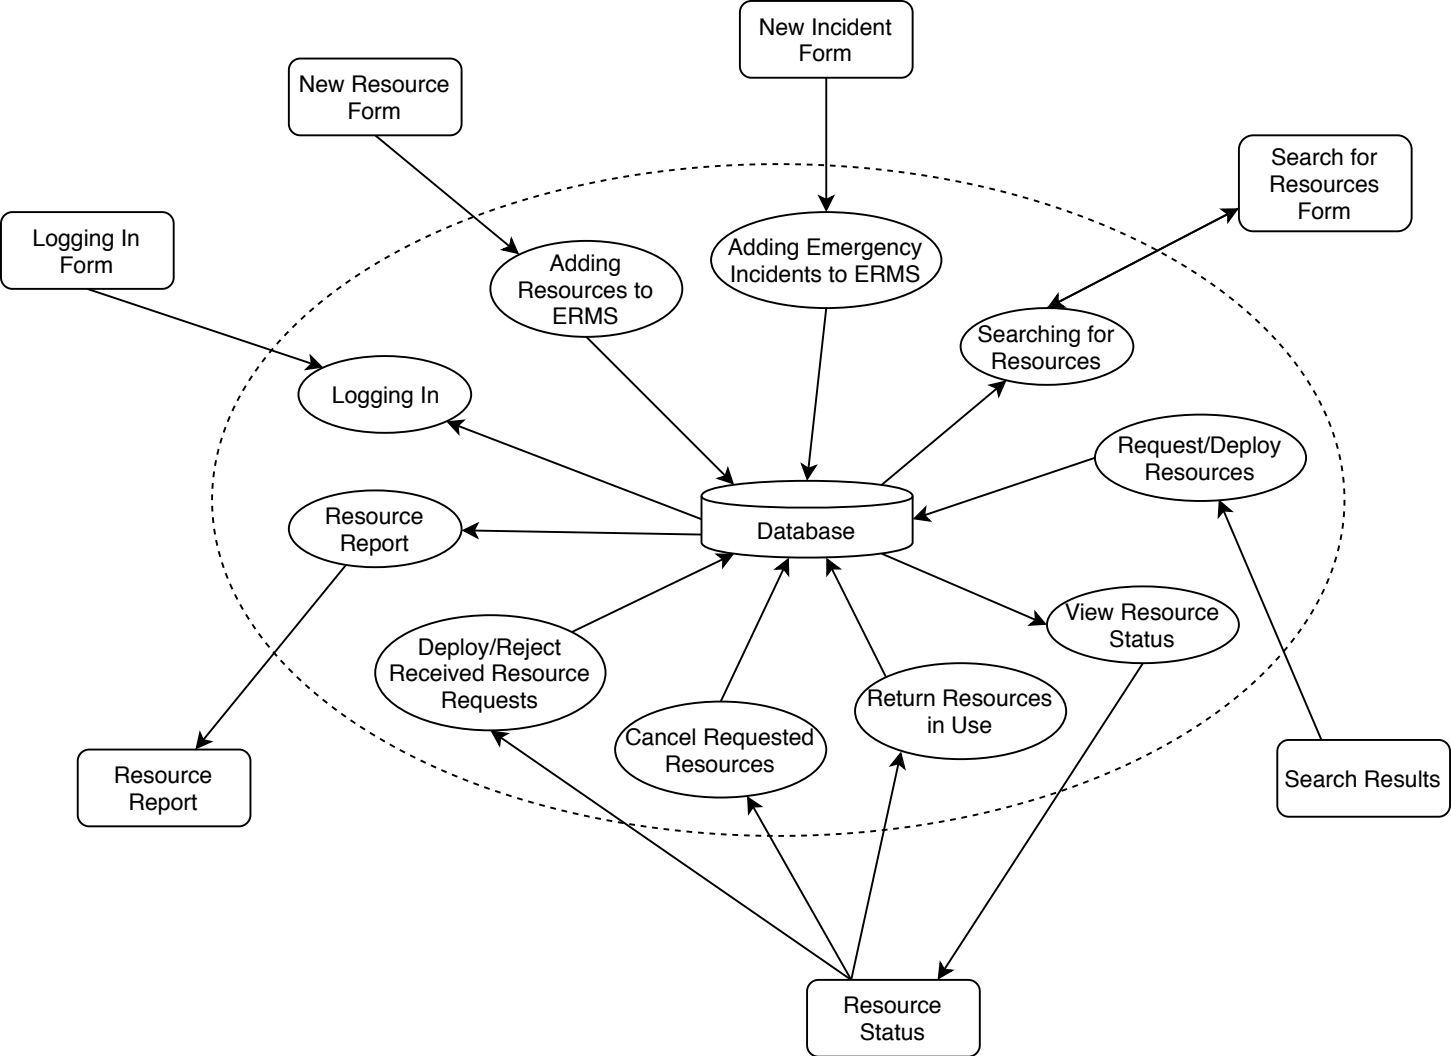 New Incident
Form
New Resource
Form
Search for
Resources
Form
Logging In
Form
Adding Emergency
Incidents to ERMS
Adding
Resources to
ERMS
Searching for
Resources
Logging In
Request/Deploy
Resources
Resource
Report
Database
View Resource
Status
Deploy/Reject
Received Resource
Requests
Return Resources
in Use
Cancel Requested
Resources
Resource
Report
Search Results
Resource
Status